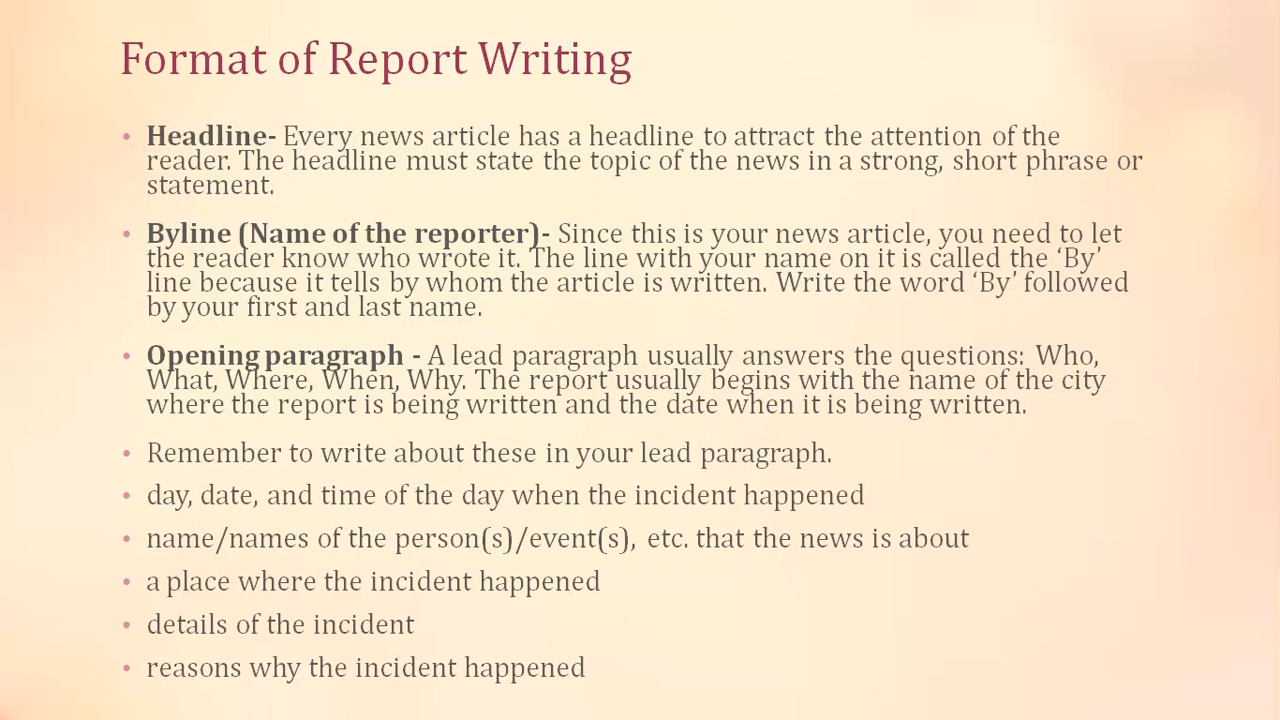 Format of Report Writing
• Headline- Every news article has a headline to attract the attention of the
reader. The headline must state the topic of the news in a strong, short phrase or
statement.
• Byline (Name of the reporter)- Since this is your news article, you need to let
the reader know who wrote it. The line with your name on it is called the ‘By’
line because it tells by whom the article is written. Write the word ‘By’ followed
by your first and last name.
• Opening paragraph - A lead paragraph usually answers the questions: Who,
What, Where, When, Why. The report usually begins with the name of the city
where the report is being written and the date when it is being written.
• Remember to write about these in your lead paragraph.
• day, date, and time of the day when the incident happened
• name/names of the person(s)/event(s), etc. that the news is about
• a place where the incident happened
• details of the incident
• reasons why the incident happened